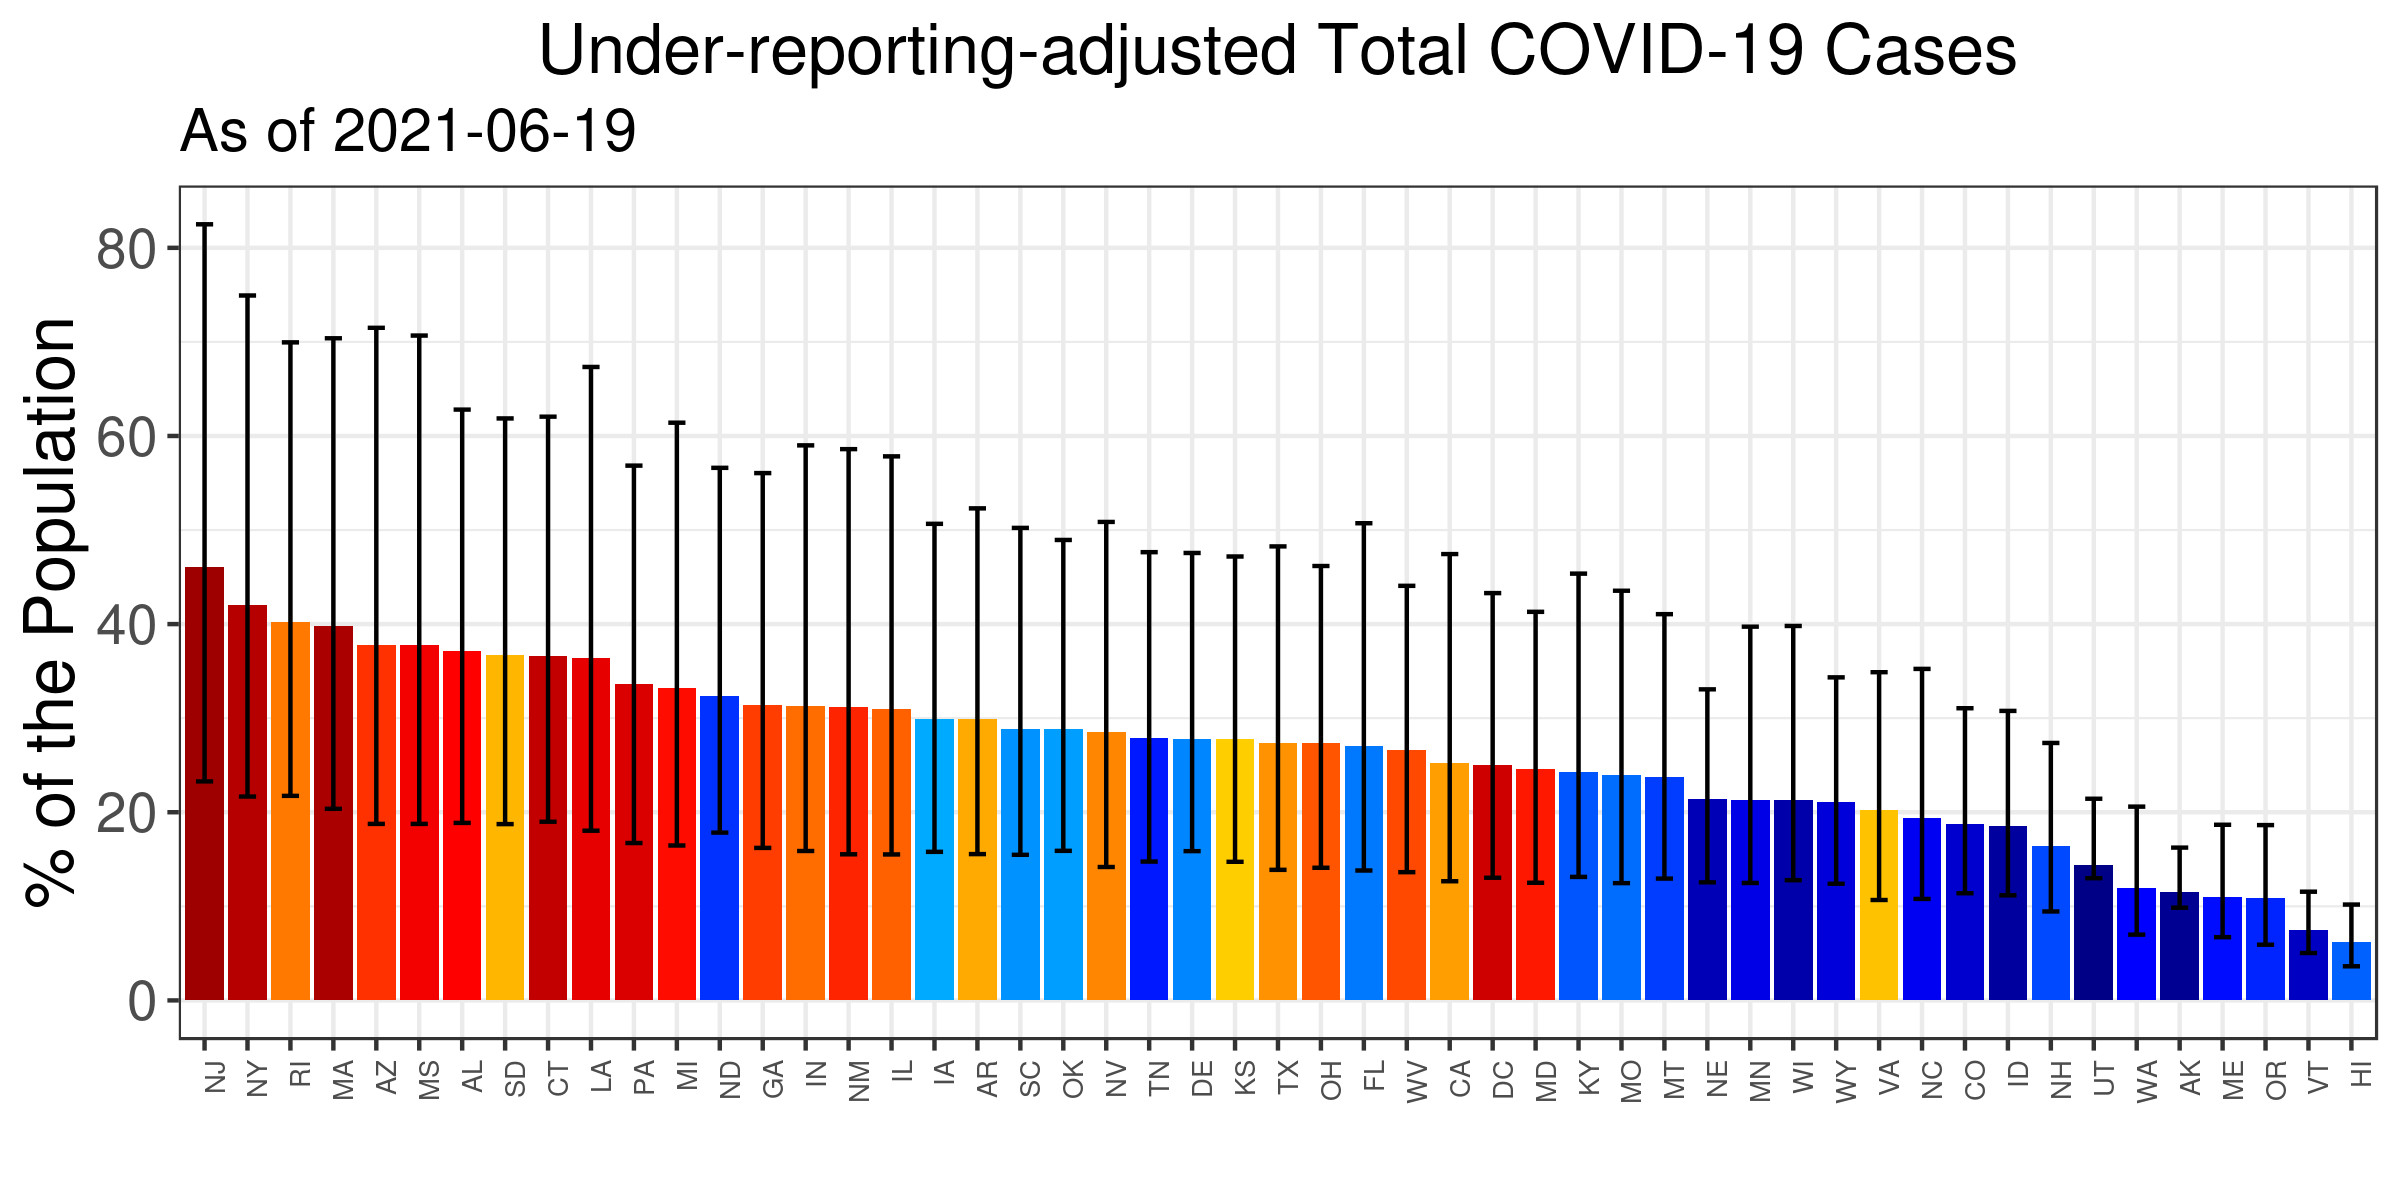 Under-reporting-adjusted Total COVID-19 Cases
As of 2021-06-19
% of the Population
80
60
40
20
0
NJ NY RI MA AZ MS AL SD CT LA PA MI ND GA IN NM IL IA AR SC OK NV TN DE KS TX OH FL WV CA DC MD KY MO MT NE MN WI WY VA NC CO ID NH UT WA AK ME OR VT HI